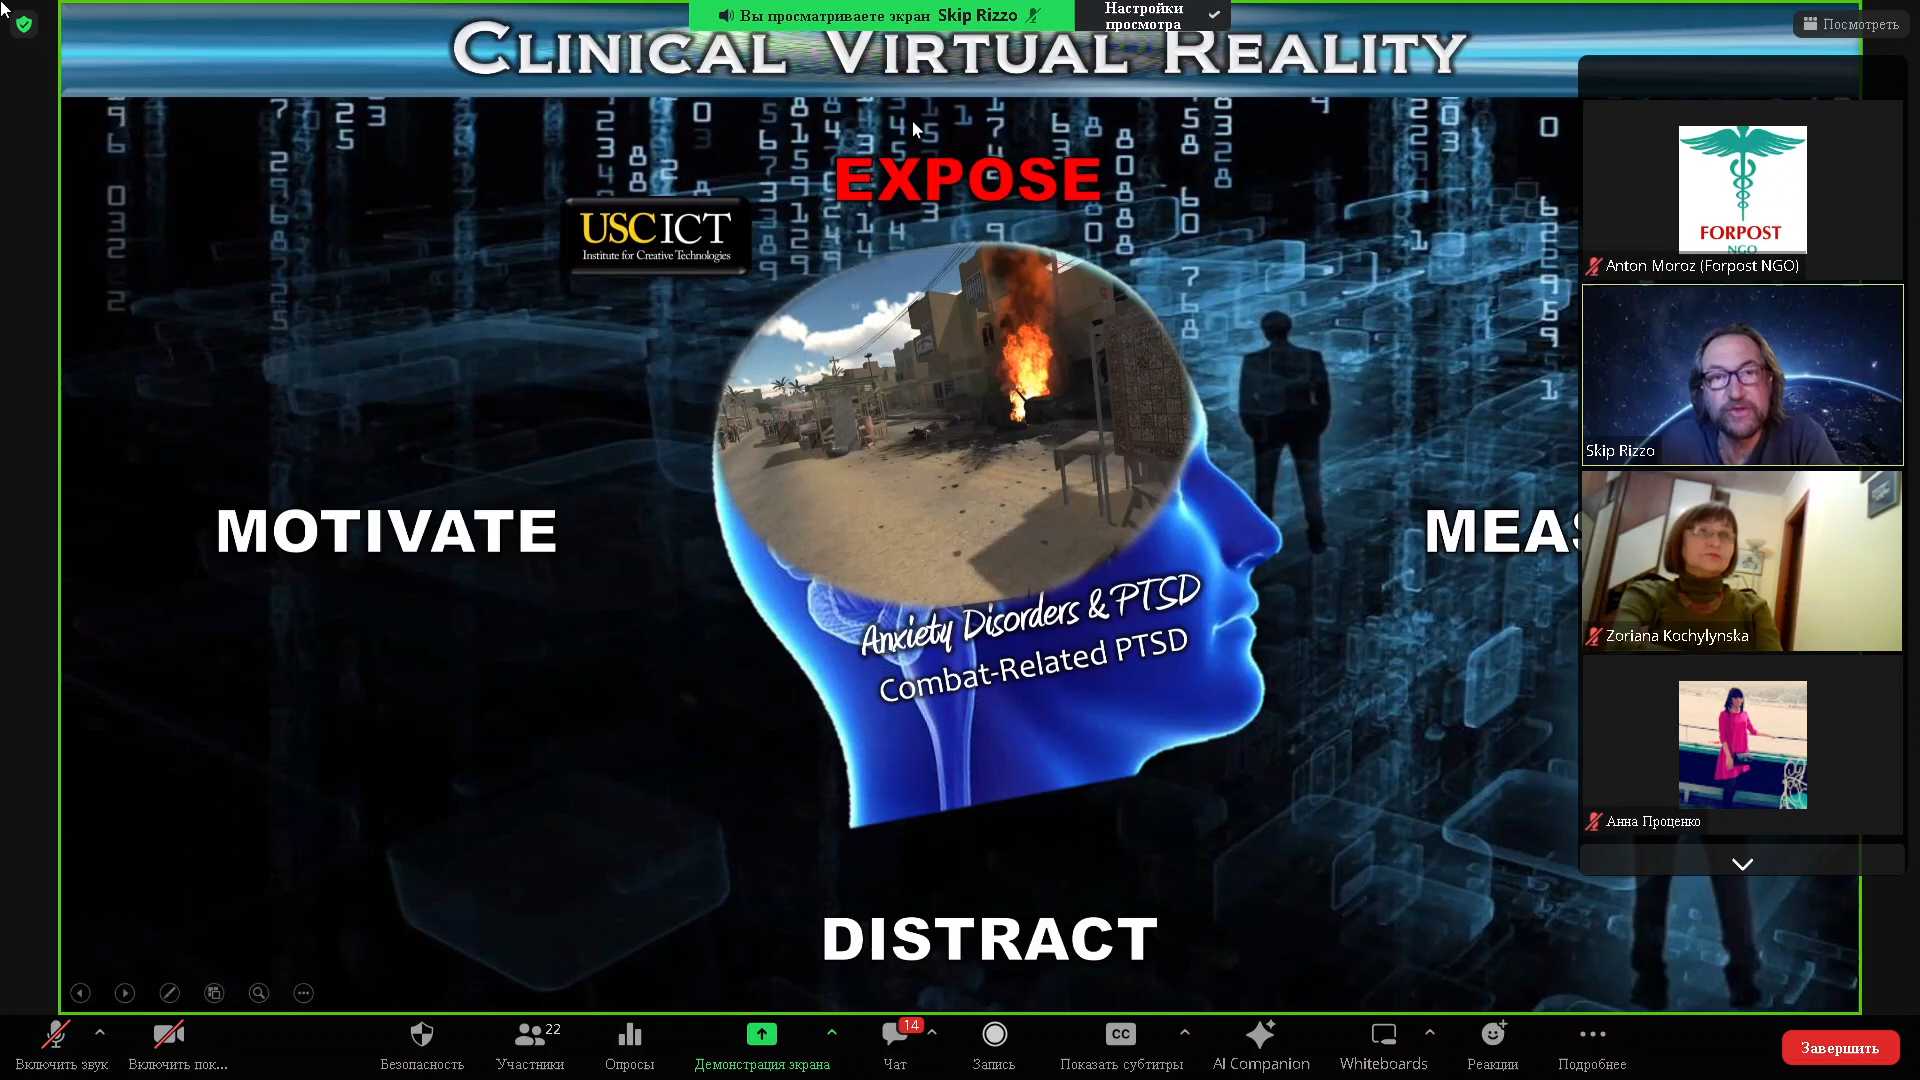 Вы просматриваете экран Skip Rizzo
Настройки
просмотра
Посмотреть
CLINICAL VIRTUAL REALITY
EXPOSE
USC ICT
Institute for Creative Technologies
FORPOST
NGO
Anton Moroz (Forpost NGO)
Skip Rizzo
MOTIVATE
MEAS
Anxiety Disorders & PTSD
Combat-Related PTSD
Zoriana Kochylynska
Анна Проценко
DISTRACT
22
14
CC
Включить звук
Включить пок...
Безопасность
Участники
Опросы
Демонстрация экрана
Чат
Запись
Показать субтитры
AI Companion
Whiteboards
Реакции
Подробнее
Завершить